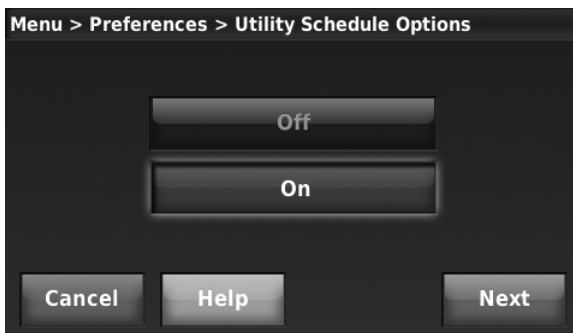 Menu > Preferences > Utility Schedule Options
Off
On
Cancel Help Next